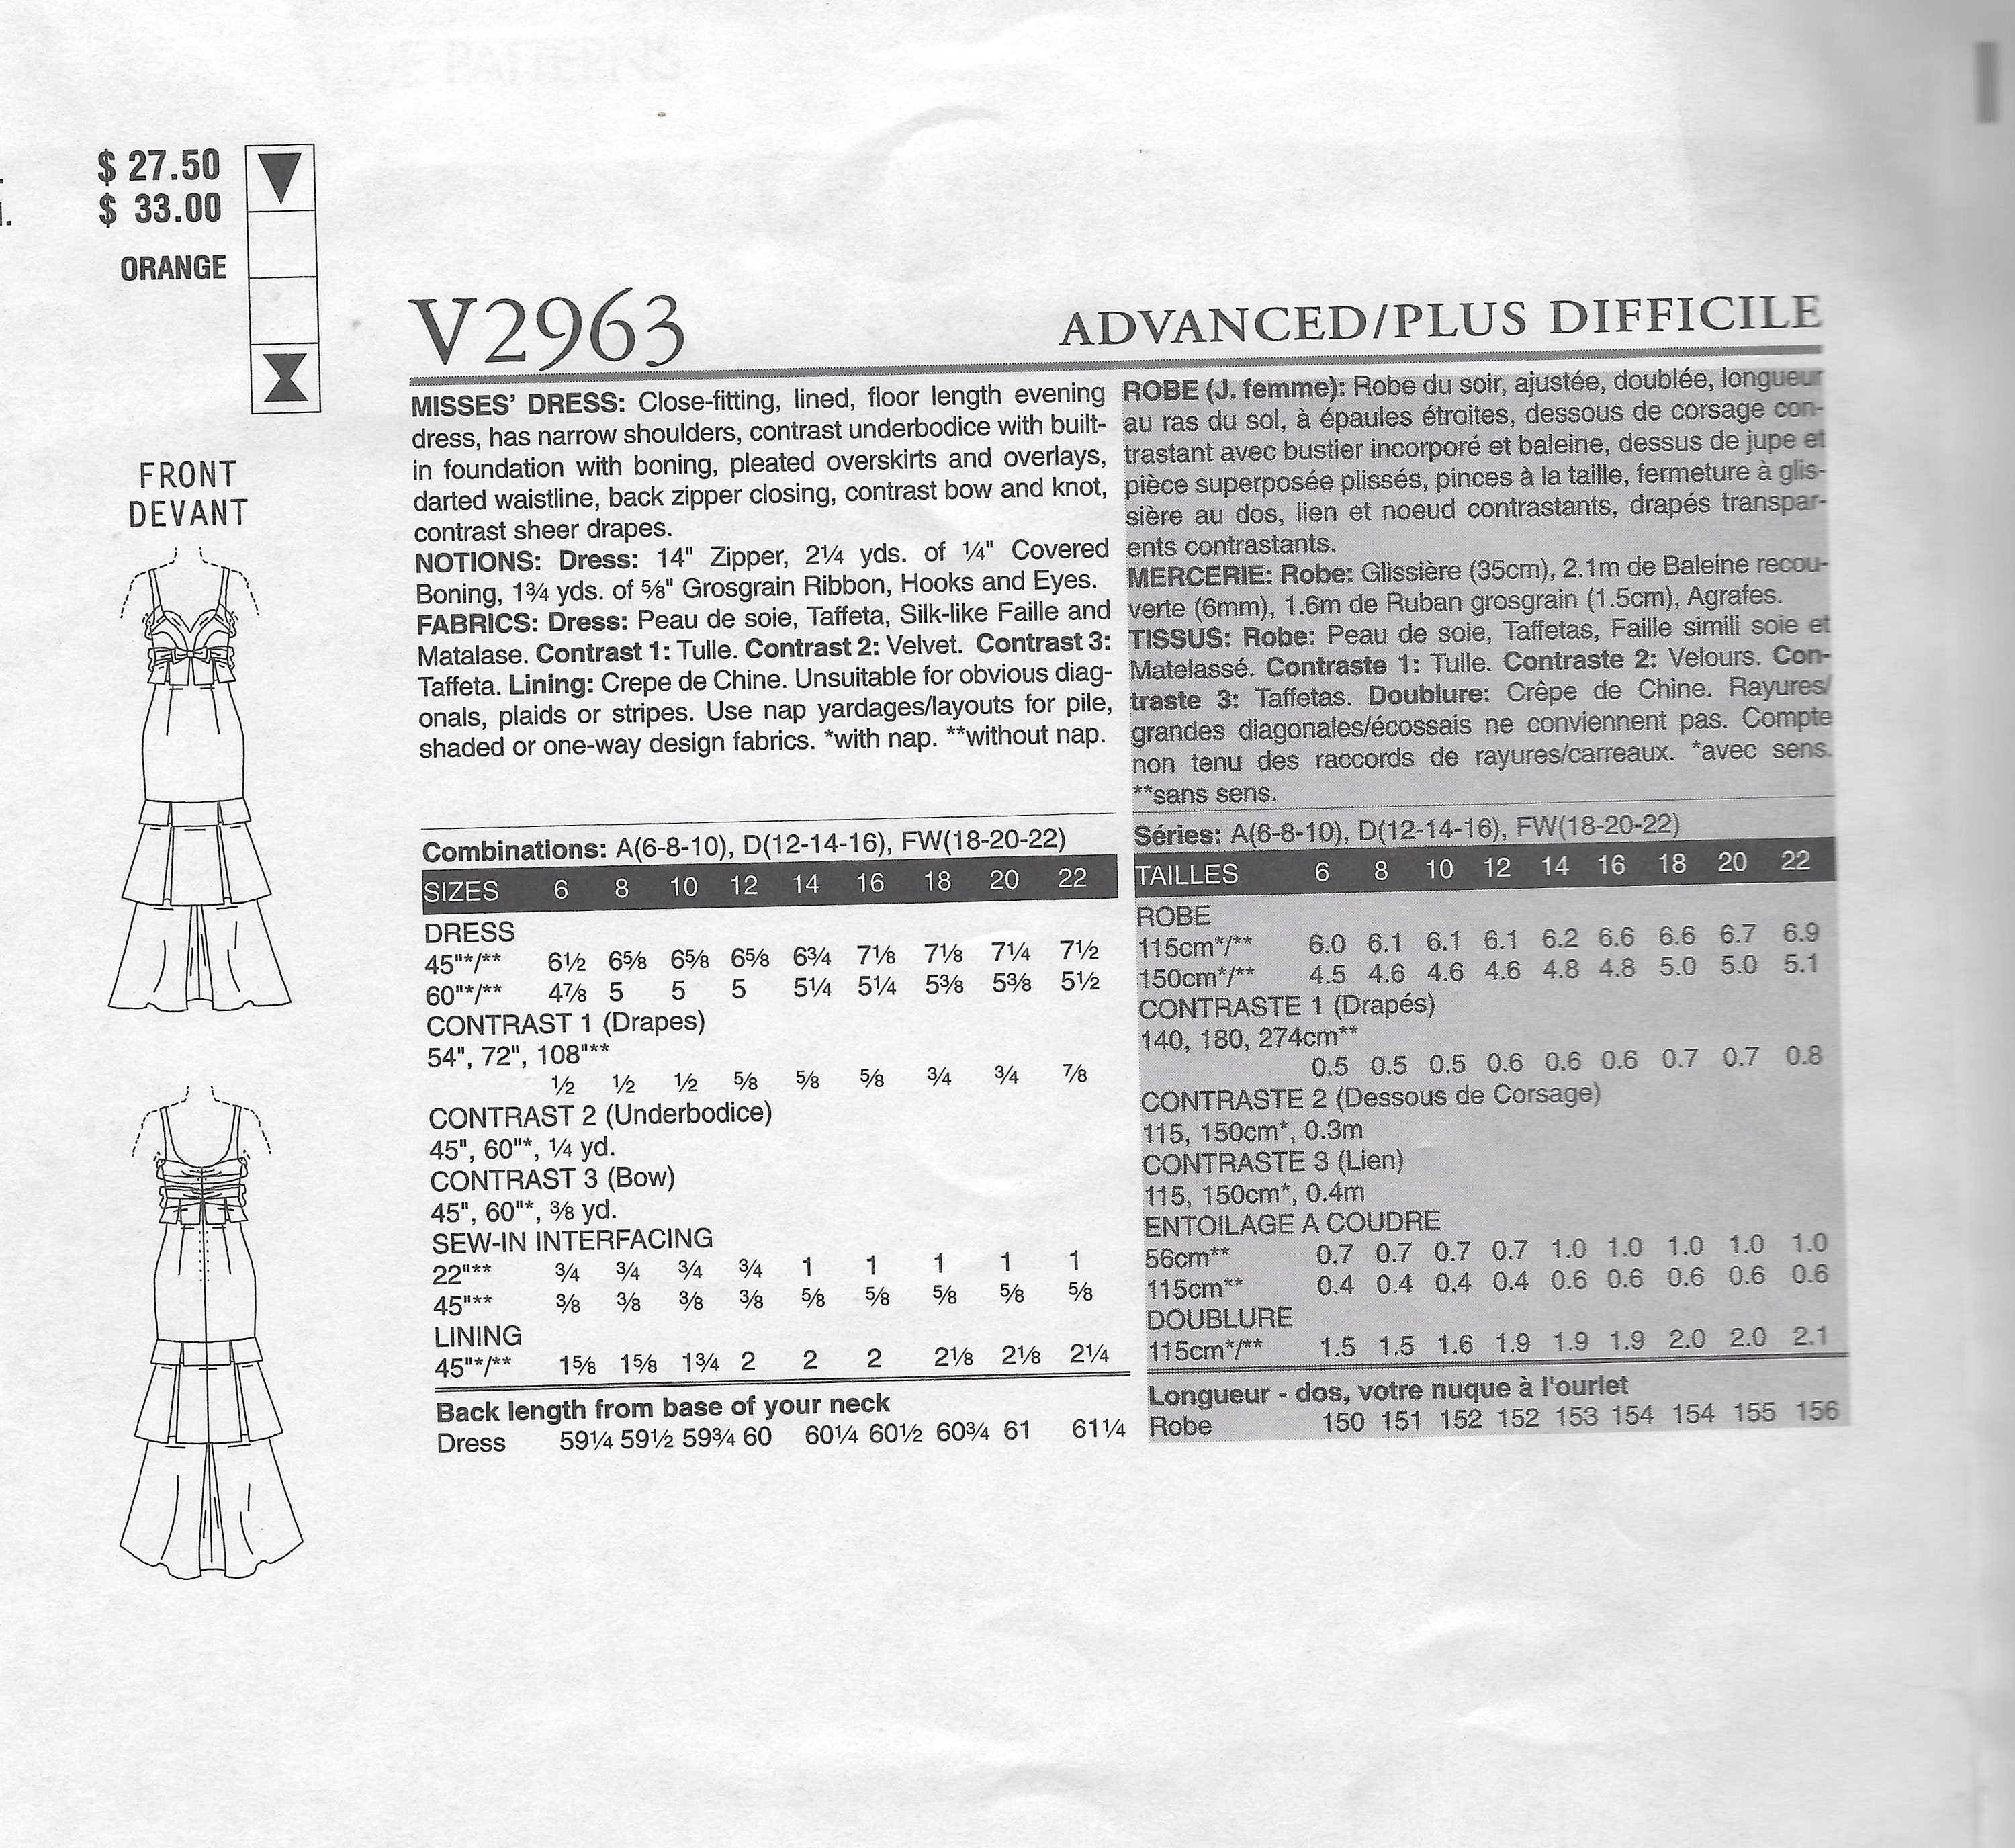 $ 27.50
$ 33.00
ORANGE
FRONT
DEVANT
V2963
ADVANCED/PLUS DIFFICILE
MISSES' DRESS: Close-fitting, lined, floor length evening
dress, has narrow shoulders, contrast underbodice with built-
in foundation with boning, pleated overskirts and overlays,
darted waistline, back zipper closing, contrast bow and knot,
contrast sheer drapes.
NOTIONS: Dress: 14" Zipper, 2¼ yds. of ¼" Covered
Boning, 1¾ yds. of ⅝" Grosgrain Ribbon, Hooks and Eyes.
FABRICS: Dress: Peau de soie, Taffeta, Silk-like Faille and
Matalase. Contrast 1: Tulle. Contrast 2: Velvet. Contrast 3:
Taffeta. Lining: Crepe de Chine. Unsuitable for obvious diag-
onals, plaids or stripes. Use nap yardages/layouts for pile,
shaded or one-way design fabrics. *with nap. **without nap.
Combinations: A(6-8-10), D(12-14-16), FW(18-20-22)
SIZES 6 8 10 12 14 16 18 20 22
DRESS
45"*/** 6½ 6⅝ 6⅝ 6⅝ 6¾ 7⅛ 7⅛ 7¼ 7½
60"*/** 4⅞ 5 5 5 5¼ 5¼ 5⅜ 5⅜ 5½
CONTRAST 1 (Drapes)
54", 72", 108"**
½ ½ ½ ⅝ ⅝ ⅝ ¾ ¾ ⅞
CONTRAST 2 (Underbodice)
45", 60"*, ¼ yd.
CONTRAST 3 (Bow)
45", 60"*, ⅜ yd.
SEW-IN INTERFACING
22"** ¾ ¾ ¾ ¾ 1 1 1 1 1
45"** ⅜ ⅜ ⅜ ⅜ ⅝ ⅝ ⅝ ⅝ ⅝
LINING
45"*/** 1⅝ 1⅝ 1¾ 2 2 2 2⅛ 2⅛ 2¼
Back length from base of your neck
Dress 59¼ 59½ 59¾ 60 60¼ 60½ 60¾ 61 61¼
ROBE (J. femme): Robe du soir, ajustée, doublée, longueur
au ras du sol, à épaules étroites, dessous de corsage con-
trastant avec bustier incorporé et baleine, dessus de jupe et
pièce superposée plissés, pinces à la taille, fermeture à glis-
sière au dos, lien et noeud contrastants, drapés transpar-
ents contrastants.
MERCERIE: Robe: Glissière (35cm), 2.1m de Baleine recou-
verte (6mm), 1.6m de Ruban grosgrain (1.5cm), Agrafes.
TISSUS: Robe: Peau de soie, Taffetas, Faille simili soie et
Matelassé. Contraste 1: Tulle. Contraste 2: Velours. Con-
traste 3: Taffetas. Doublure: Crêpe de Chine. Rayures/
grandes diagonales/écossais ne conviennent pas. Compte
non tenu des raccords de rayures/carreaux. *avec sens.
**sans sens.
Séries: A(6-8-10), D(12-14-16), FW(18-20-22)
TAILLES 6 8 10 12 14 16 18 20 22
ROBE
115cm*/** 6.0 6.1 6.1 6.1 6.2 6.6 6.6 6.7 6.9
150cm*/** 4.5 4.6 4.6 4.6 4.8 4.8 5.0 5.0 5.1
CONTRASTE 1 (Drapés)
140, 180, 274cm**
0.5 0.5 0.5 0.6 0.6 0.6 0.7 0.7 0.8
CONTRASTE 2 (Dessous de Corsage)
115, 150cm*, 0.3m
CONTRASTE 3 (Lien)
115, 150cm*, 0.4m
ENTOILAGE A COUDRE
56cm** 0.7 0.7 0.7 0.7 1.0 1.0 1.0 1.0 1.0
115cm** 0.4 0.4 0.4 0.4 0.6 0.6 0.6 0.6 0.6
DOUBLURE
115cm*/** 1.5 1.5 1.6 1.9 1.9 1.9 2.0 2.0 2.1
Longueur - dos, votre nuque à l'ourlet
Robe 150 151 152 152 153 154 154 155 156